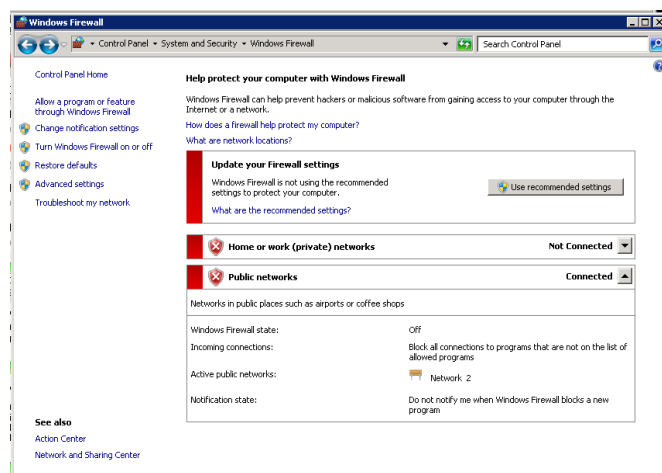 Windows Firewall
Control Panel
System and Security
Windows Firewall
Search Control Panel
Control Panel Home
Allow a program or feature
through Windows Firewall
Change notification settings
Turn Windows Firewall on or off
Restore defaults
Advanced settings
Troubleshoot my network
Help protect your computer with Windows Firewall
Windows Firewall can help prevent hackers or malicious software from gaining access to your computer through the
Internet or a network.
How does a firewall help protect my computer?
What are network locations?
Update your Firewall settings
Windows Firewall is not using the recommended
settings to protect your computer.
Use recommended settings
What are the recommended settings?
Home or work (private) networks Not Connected
Public networks Connected
Networks in public places such as airports or coffee shops
Windows Firewall state: Off
Incoming connections: Block all connections to programs that are not on the list of
allowed programs
Active public networks: Network 2
Notification state: Do not notify me when Windows Firewall blocks a new
program
See also
Action Center
Network and Sharing Center